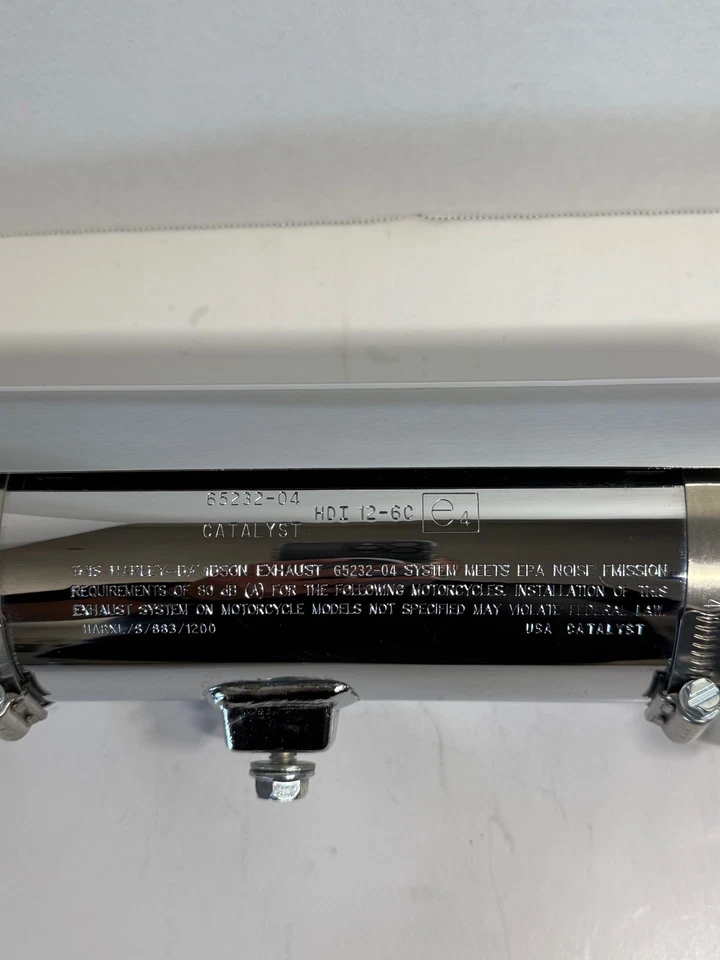 65232-04
HDI 12-6C e4
CATALYST
THIS HARLEY-DAVIDSON EXHAUST 65232-04 SYSTEM MEETS EPA NOISE EMISSION
REQUIREMENTS OF 80 dB (A) FOR THE FOLLOWING MOTORCYCLES. INSTALLATION OF THIS
EXHAUST SYSTEM ON MOTORCYCLE MODELS NOT SPECIFIED MAY VIOLATE FEDERAL LAW
HARXL/S/883/1200 USA CATALYST